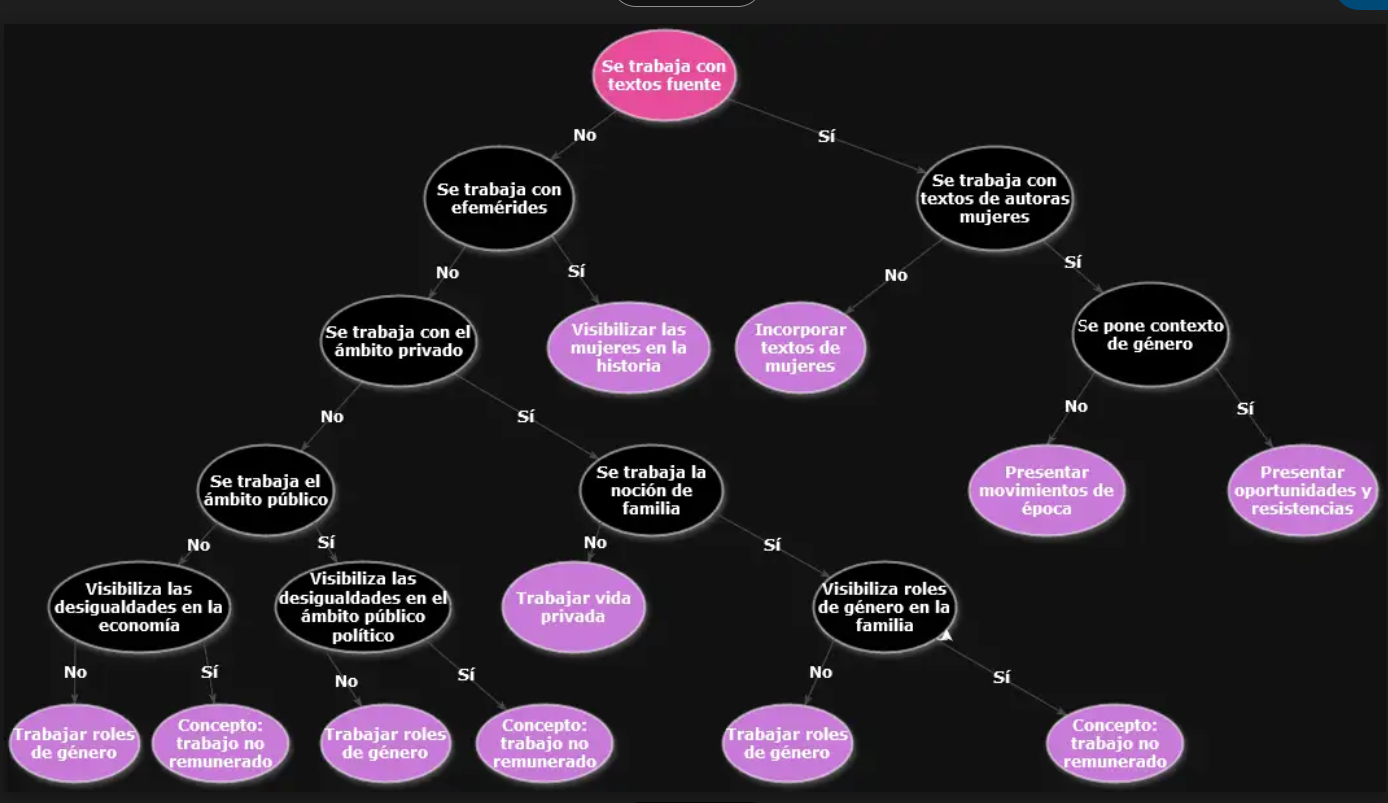 Se trabaja con
textos fuente
No
Sí
Se trabaja con
efemérides
Se trabaja con
textos de autoras
mujeres
No
Sí
No
Sí
Se trabaja con el
ámbito privado
Visibilizar las
mujeres en la
historia
Incorporar
textos de
mujeres
Se pone contexto
de género
No
Sí
No
Sí
Se trabaja el
ámbito público
Se trabaja la
noción de
familia
Presentar
movimientos de
época
Presentar
oportunidades y
resistencias
No
Sí
No
Sí
Visibiliza las
desigualdades en la
economía
Visibiliza las
desigualdades en el
ámbito público
político
Trabajar vida
privada
Visibiliza roles
de género en la
familia
No
Sí
No
Sí
No
Sí
Trabajar roles
de género
Concepto:
trabajo no
remunerado
Trabajar roles
de género
Concepto:
trabajo no
remunerado
Trabajar roles
de género
Concepto:
trabajo no
remunerado